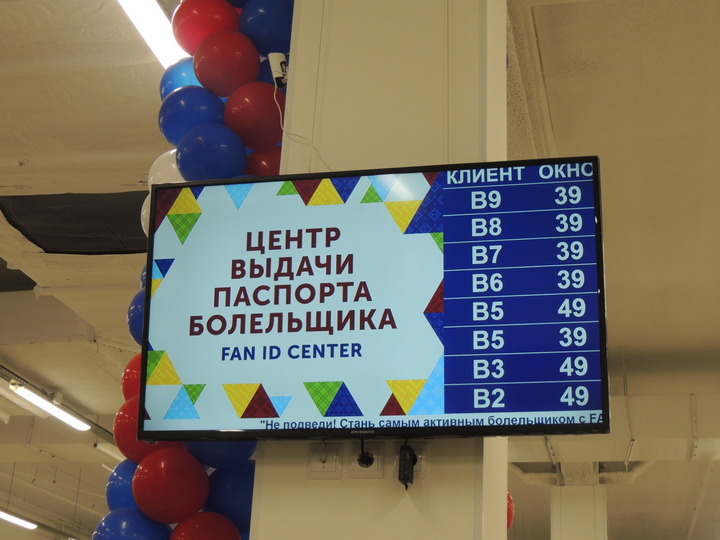 ЦЕНТР
ВЫДАЧИ
ПАСПОРТА
БОЛЕЛЬЩИКА
FAN ID CENTER
КЛИЕНТ ОКНО
B9 39
B8 39
B7 39
B6 39
B5 49
B5 39
B3 49
B2 49
"Не подведи! Стань самым активным болельщиком с FA